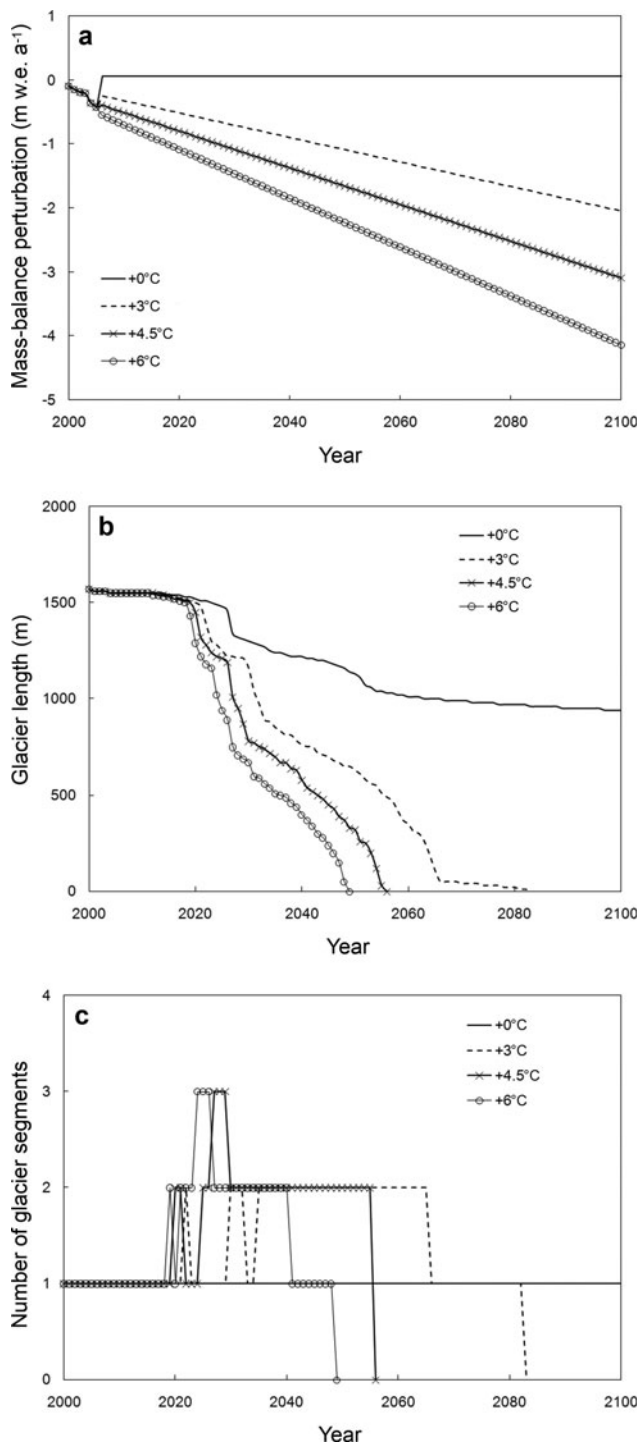 a
Mass-balance perturbation (m w.e. a⁻¹)
1
0
-1
-2
-3
-4
-5
+0°C
+3°C
+4.5°C
+6°C
2000 2020 2040 2060 2080 2100
Year
b
Glacier length (m)
2000
1500
1000
500
0
+0°C
+3°C
+4.5°C
+6°C
2000 2020 2040 2060 2080 2100
Year
c
Number of glacier segments
4
3
2
1
0
+0°C
+3°C
+4.5°C
+6°C
2000 2020 2040 2060 2080 2100
Year